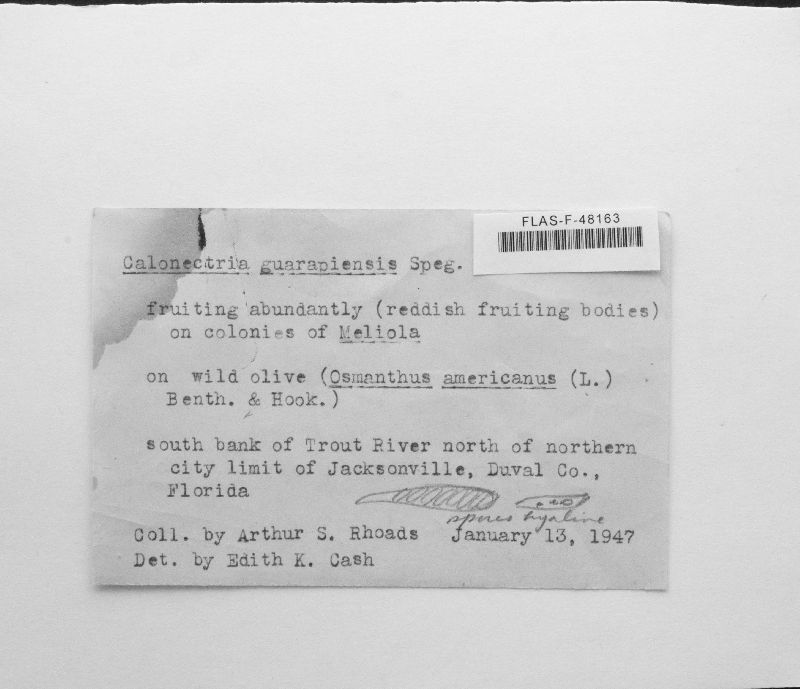 FLAS-F-48163
Calonectria guarapiensis Speg.
fruiting abundantly (reddish fruiting bodies)
on colonies of Meliola
on wild olive (Osmanthus americanus (L.)
Benth. & Hook.)
south bank of Trout River north of northern
city limit of Jacksonville, Duval Co.,
Florida
spores hyaline
Coll. by Arthur S. Rhoads January 13, 1947
Det. by Edith K. Cash